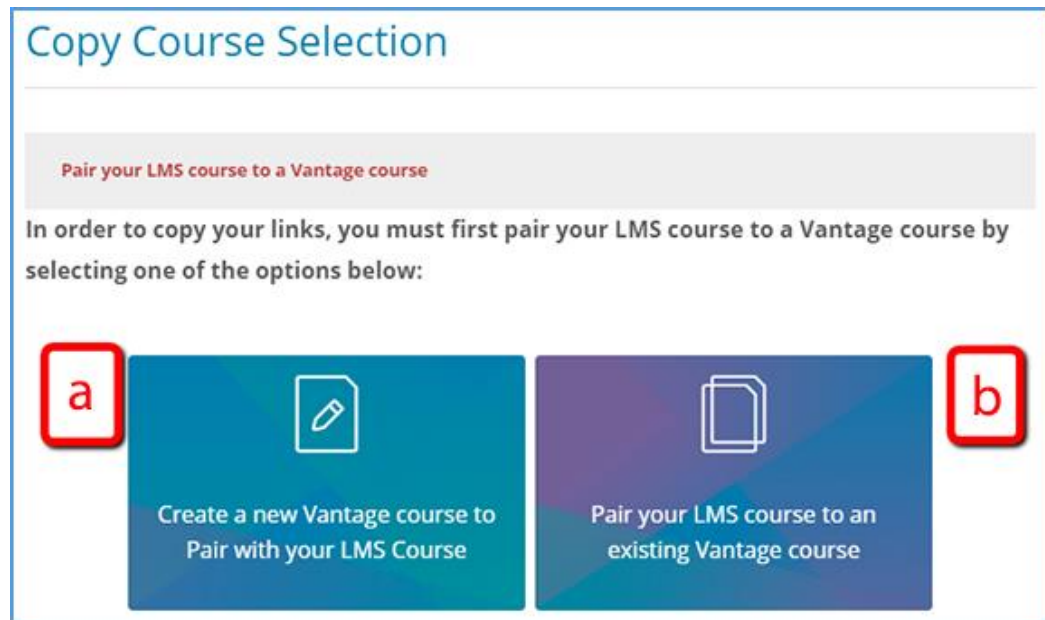 Copy Course Selection
Pair your LMS course to a Vantage course
In order to copy your links, you must first pair your LMS course to a Vantage course by
selecting one of the options below:
a
Create a new Vantage course to
Pair with your LMS Course
Pair your LMS course to an
existing Vantage course
b